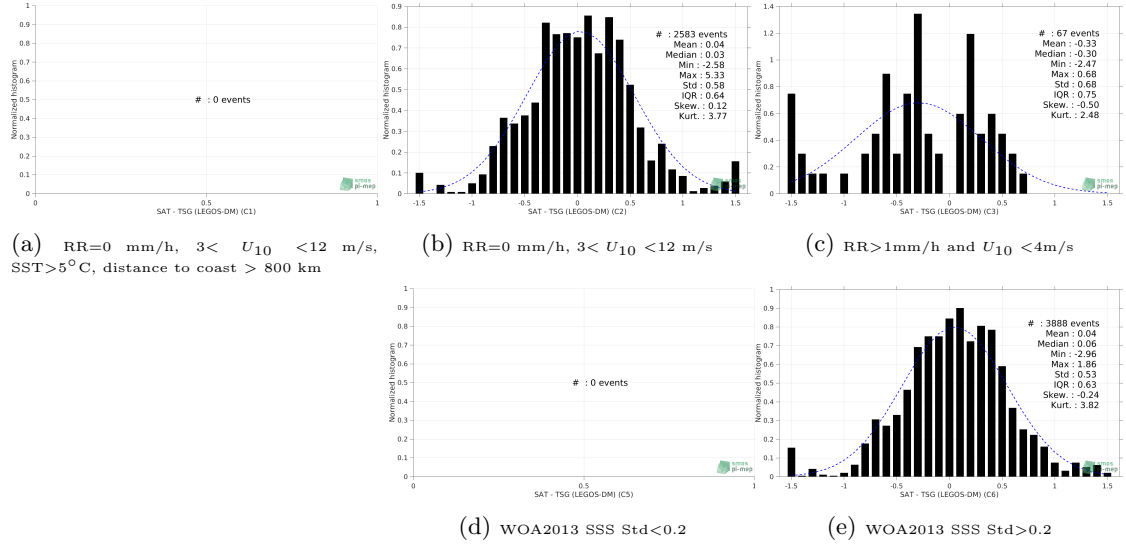 Normalized histogram
1
0.9
0.8
0.7
0.6
0.5
0.4
0.3
0.2
0.1
0
# : 0 events
smos
pi-mep
0 0.5 1
SAT - TSG (LEGOS-DM) (C1)
(a) RR=0 mm/h, 3< U10 <12 m/s,
SST>5°C, distance to coast > 800 km
Normalized histogram
0.9
0.8
0.7
0.6
0.5
0.4
0.3
0.2
0.1
0
# : 2583 events
Mean : 0.04
Median : 0.03
Min : -2.58
Max : 5.33
Std : 0.58
IQR : 0.64
Skew. : 0.12
Kurt. : 3.77
smos
pi-mep
-1.5 -1 -0.5 0 0.5 1 1.5
SAT - TSG (LEGOS-DM) (C2)
(b) RR=0 mm/h, 3< U10 <12 m/s
Normalized histogram
1.4
1.2
1
0.8
0.6
0.4
0.2
0
# : 67 events
Mean : -0.33
Median : -0.30
Min : -2.47
Max : 0.68
Std : 0.68
IQR : 0.75
Skew. : -0.50
Kurt. : 2.48
smos
pi-mep
-1.5 -1 -0.5 0 0.5 1 1.5
SAT - TSG (LEGOS-DM) (C3)
(c) RR>1mm/h and U10 <4m/s
Normalized histogram
1
0.9
0.8
0.7
0.6
0.5
0.4
0.3
0.2
0.1
0
# : 0 events
smos
pi-mep
0 0.5 1
SAT - TSG (LEGOS-DM) (C5)
(d) WOA2013 SSS Std<0.2
Normalized histogram
1
0.9
0.8
0.7
0.6
0.5
0.4
0.3
0.2
0.1
0
# : 3888 events
Mean : 0.04
Median : 0.06
Min : -2.96
Max : 1.86
Std : 0.53
IQR : 0.63
Skew. : -0.24
Kurt. : 3.82
smos
pi-mep
-1.5 -1 -0.5 0 0.5 1 1.5
SAT - TSG (LEGOS-DM) (C6)
(e) WOA2013 SSS Std>0.2